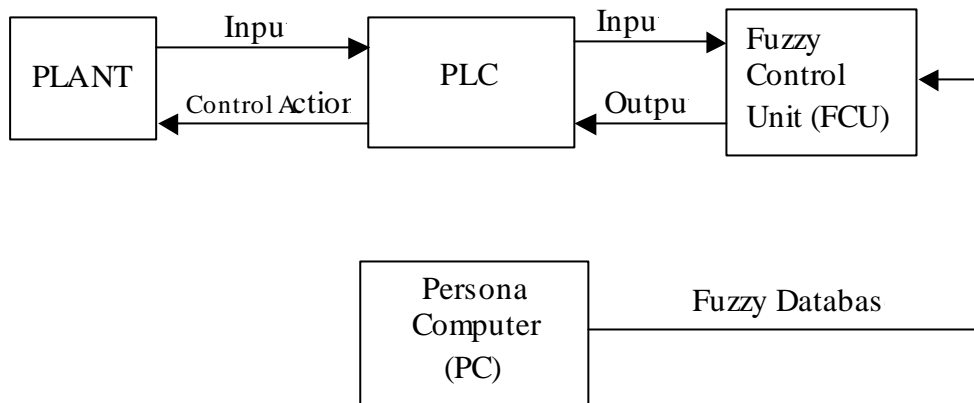 Inpu
Inpu
PLANT
PLC
Fuzzy
Control
Unit (FCU)
Control Actior
Outpu
Persona
Computer
(PC)
Fuzzy Databas